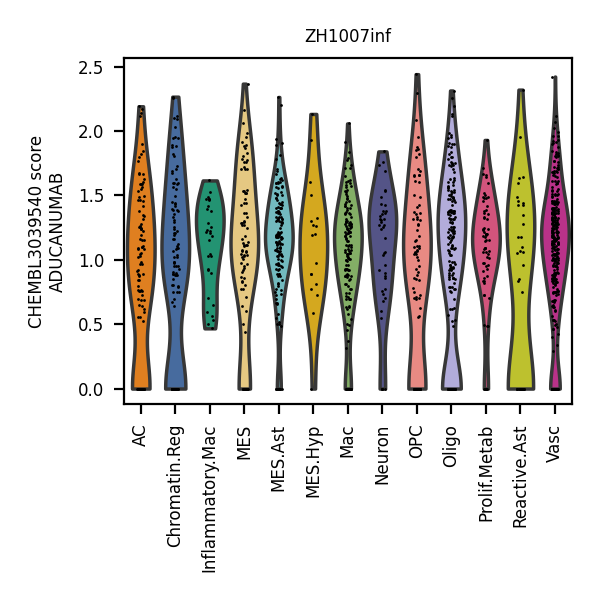 ZH1007inf
CHEMBL3039540 score
ADUCANUMAB
2.5
2.0
1.5
1.0
0.5
0.0
AC
Chromatin.Reg
Inflammatory.Mac
MES
MES.Ast
MES.Hyp
Mac
Neuron
OPC
Oligo
Prolif.Metab
Reactive.Ast
Vasc